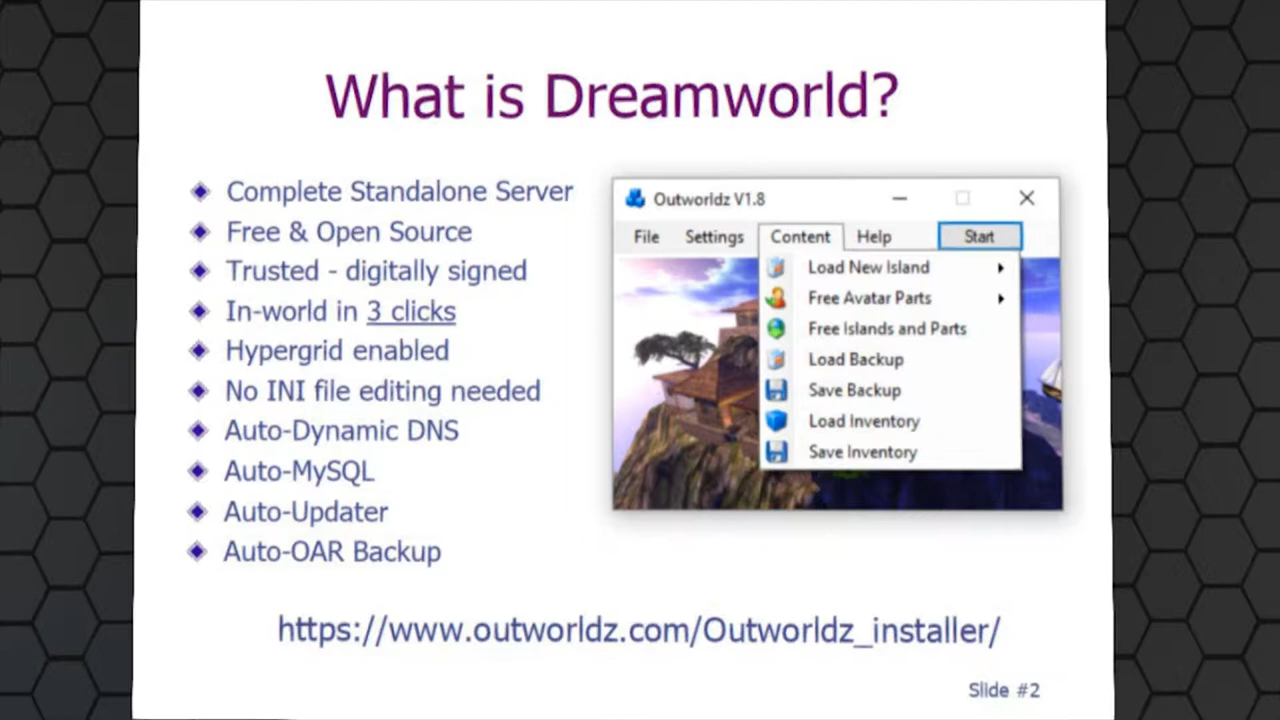 What is Dreamworld?
Complete Standalone Server
Free & Open Source
Trusted - digitally signed
In-world in 3 clicks
Hypergrid enabled
No INI file editing needed
Auto-Dynamic DNS
Auto-MySQL
Auto-Updater
Auto-OAR Backup
Outworldz V1.8
File Settings Content Help Start
Load New Island
Free Avatar Parts
Free Islands and Parts
Load Backup
Save Backup
Load Inventory
Save Inventory
https://www.outworldz.com/Outworldz_installer/
Slide #2